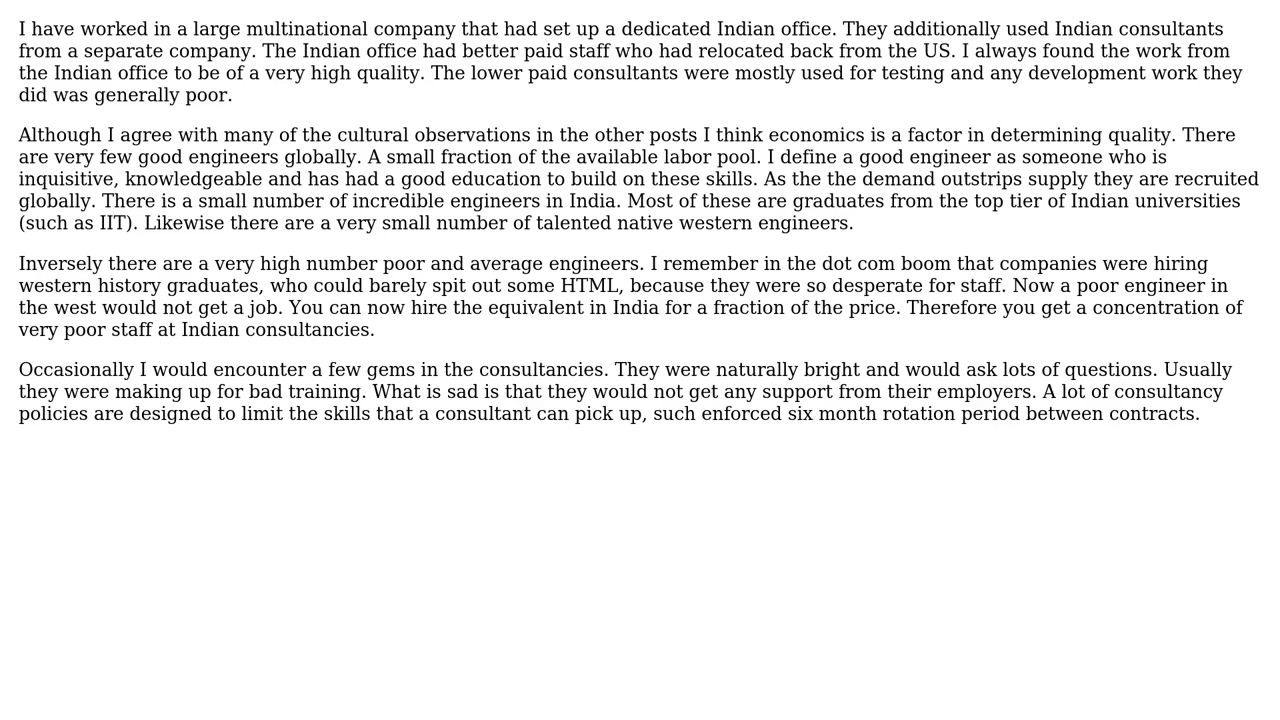 I have worked in a large multinational company that had set up a dedicated Indian office. They additionally used Indian consultants
from a separate company. The Indian office had better paid staff who had relocated back from the US. I always found the work from
the Indian office to be of a very high quality. The lower paid consultants were mostly used for testing and any development work they
did was generally poor.
Although I agree with many of the cultural observations in the other posts I think economics is a factor in determining quality. There
are very few good engineers globally. A small fraction of the available labor pool. I define a good engineer as someone who is
inquisitive, knowledgeable and has had a good education to build on these skills. As the the demand outstrips supply they are recruited
globally. There is a small number of incredible engineers in India. Most of these are graduates from the top tier of Indian universities
(such as IIT). Likewise there are a very small number of talented native western engineers.
Inversely there are a very high number poor and average engineers. I remember in the dot com boom that companies were hiring
western history graduates, who could barely spit out some HTML, because they were so desperate for staff. Now a poor engineer in
the west would not get a job. You can now hire the equivalent in India for a fraction of the price. Therefore you get a concentration of
very poor staff at Indian consultancies.
Occasionally I would encounter a few gems in the consultancies. They were naturally bright and would ask lots of questions. Usually
they were making up for bad training. What is sad is that they would not get any support from their employers. A lot of consultancy
policies are designed to limit the skills that a consultant can pick up, such enforced six month rotation period between contracts.